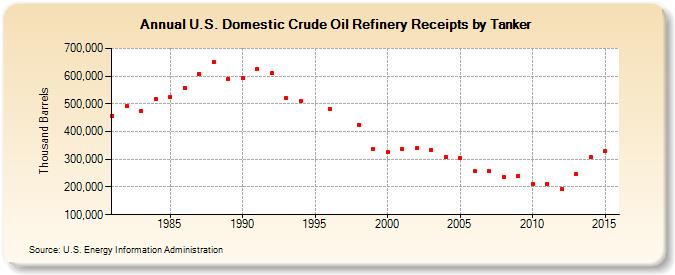 Annual U.S. Domestic Crude Oil Refinery Receipts by Tanker
Thousand Barrels
700,000
600,000
500,000
400,000
300,000
200,000
100,000
1985 1990 1995 2000 2005 2010 2015
Source: U.S. Energy Information Administration